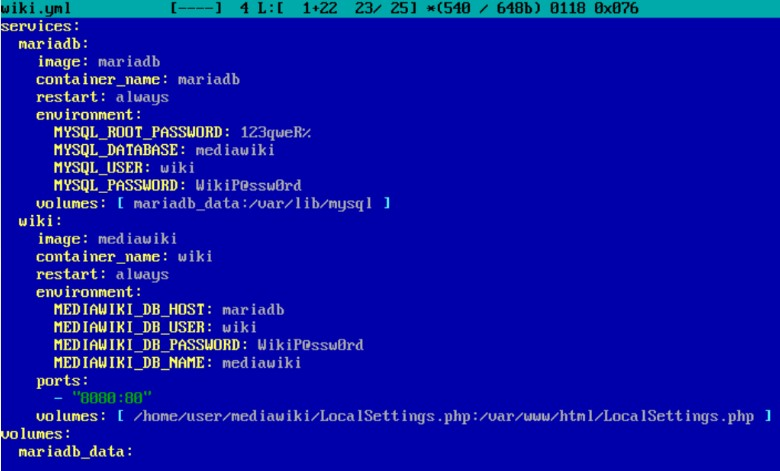 wiki.yml [----] 4 L:[ 1+22 23/ 25] *(540 / 648b) 0118 0x076
services:
  mariadb:
    image: mariadb
    container_name: mariadb
    restart: always
    environment:
      MYSQL_ROOT_PASSWORD: 123qweR%
      MYSQL_DATABASE: mediawiki
      MYSQL_USER: wiki
      MYSQL_PASSWORD: WikiP@ssw0rd
    volumes: [ mariadb_data:/var/lib/mysql ]
  wiki:
    image: mediawiki
    container_name: wiki
    restart: always
    environment:
      MEDIAWIKI_DB_HOST: mariadb
      MEDIAWIKI_DB_USER: wiki
      MEDIAWIKI_DB_PASSWORD: WikiP@ssw0rd
      MEDIAWIKI_DB_NAME: mediawiki
    ports:
      - "8080:80"
    volumes: [ /home/user/mediawiki/LocalSettings.php:/var/www/html/LocalSettings.php ]
volumes:
  mariadb_data: